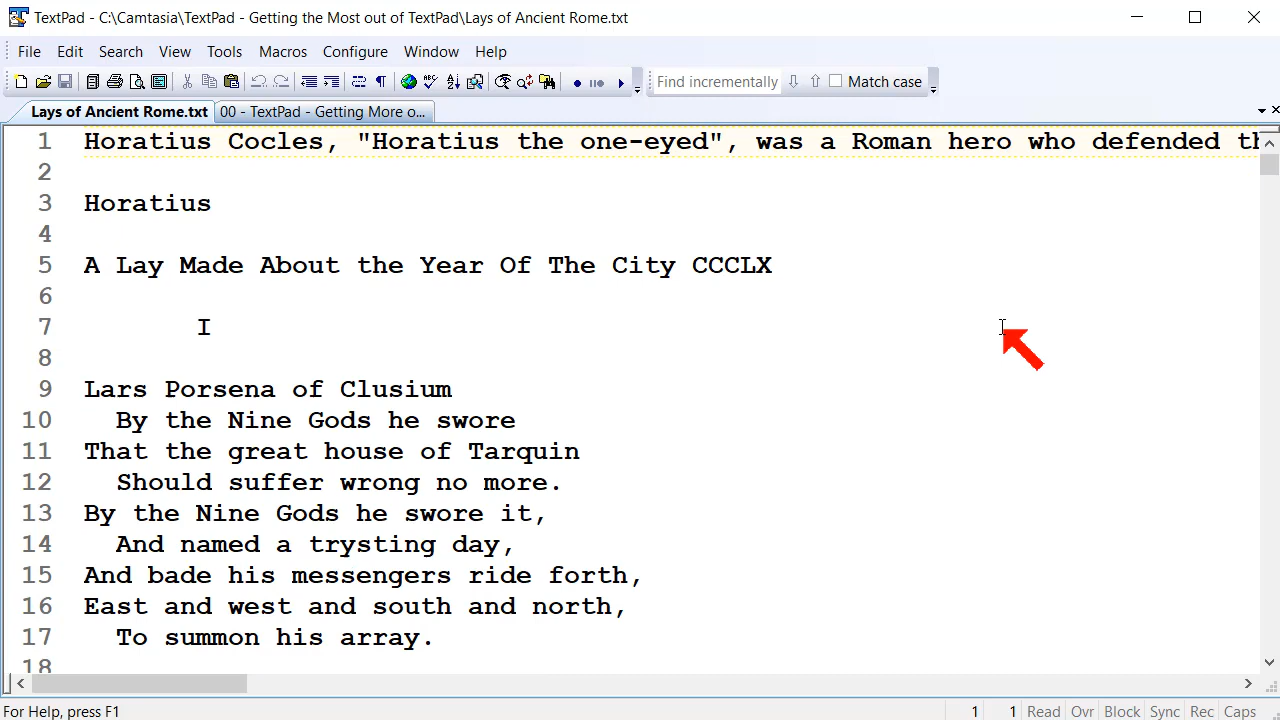 TextPad - C:\Camtasia\TextPad - Getting the Most out of TextPad\Lays of Ancient Rome.txt
File Edit Search View Tools Macros Configure Window Help
Find incrementally Match case
Lays of Ancient Rome.txt 00 - TextPad - Getting More o...
1 Horatius Cocles, "Horatius the one-eyed", was a Roman hero who defended th
2
3 Horatius
4
5 A Lay Made About the Year Of The City CCCLX
6
7 I
8
9 Lars Porsena of Clusium
10 By the Nine Gods he swore
11 That the great house of Tarquin
12 Should suffer wrong no more.
13 By the Nine Gods he swore it,
14 And named a trysting day,
15 And bade his messengers ride forth,
16 East and west and south and north,
17 To summon his array.
18
For Help, press F1 1 1 Read Ovr Block Sync Rec Caps